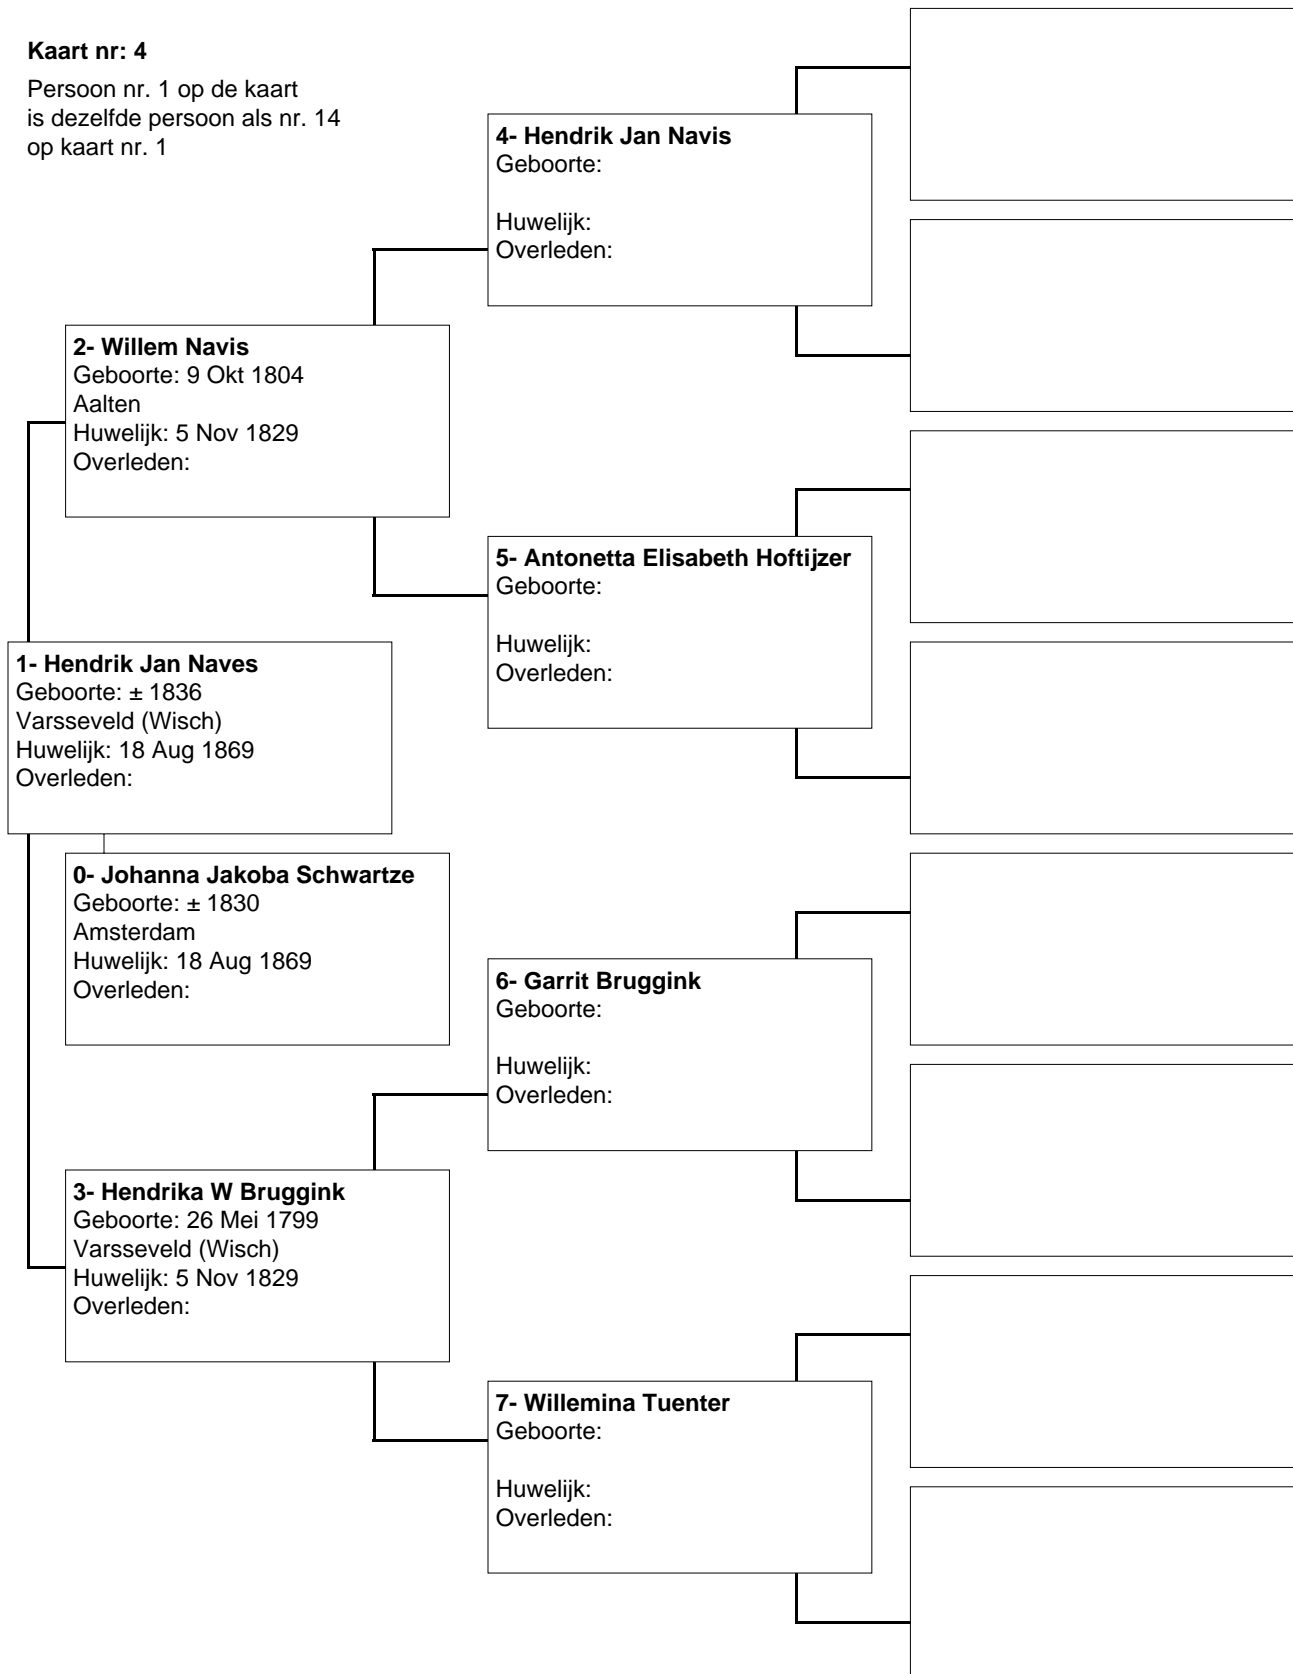 Kaart nr: 4
Persoon nr. 1 op de kaart
is dezelfde persoon als nr. 14
op kaart nr. 1
4- Hendrik Jan Navis
Geboorte:
Huwelijk:
Overleden:
2- Willem Navis
Geboorte: 9 Okt 1804
Aalten
Huwelijk: 5 Nov 1829
Overleden:
5- Antonetta Elisabeth Hoftijzer
Geboorte:
Huwelijk:
Overleden:
1- Hendrik Jan Naves
Geboorte: ± 1836
Varsseveld (Wisch)
Huwelijk: 18 Aug 1869
Overleden:
0- Johanna Jakoba Schwartze
Geboorte: ± 1830
Amsterdam
Huwelijk: 18 Aug 1869
Overleden:
6- Garrit Bruggink
Geboorte:
Huwelijk:
Overleden:
3- Hendrika W Bruggink
Geboorte: 26 Mei 1799
Varsseveld (Wisch)
Huwelijk: 5 Nov 1829
Overleden:
7- Willemina Tuenter
Geboorte:
Huwelijk:
Overleden: